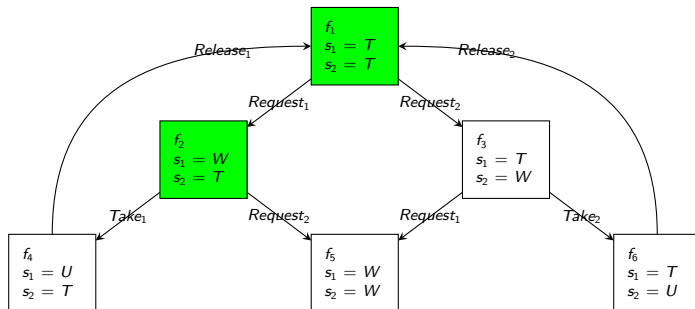 f₁
s₁ = T
s₂ = T
Release₁
Release₂
Request₁
Request₂
f₂
s₁ = W
s₂ = T
f₃
s₁ = T
s₂ = W
Take₁
Request₂
Request₁
Take₂
f₄
s₁ = U
s₂ = T
f₅
s₁ = W
s₂ = W
f₆
s₁ = T
s₂ = U